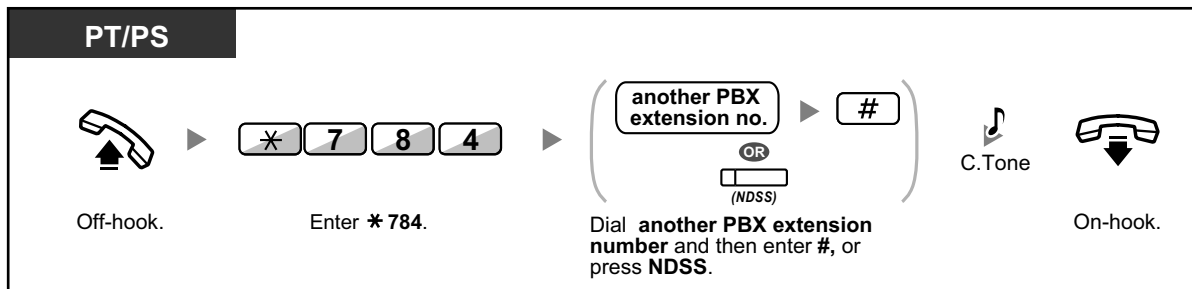 PT/PS
another PBX
extension no.
#
7 8 4
OR
(NDSS)
C.Tone
Off-hook.
Enter * 784.
Dial another PBX extension
number and then enter #, or
press NDSS.
On-hook.